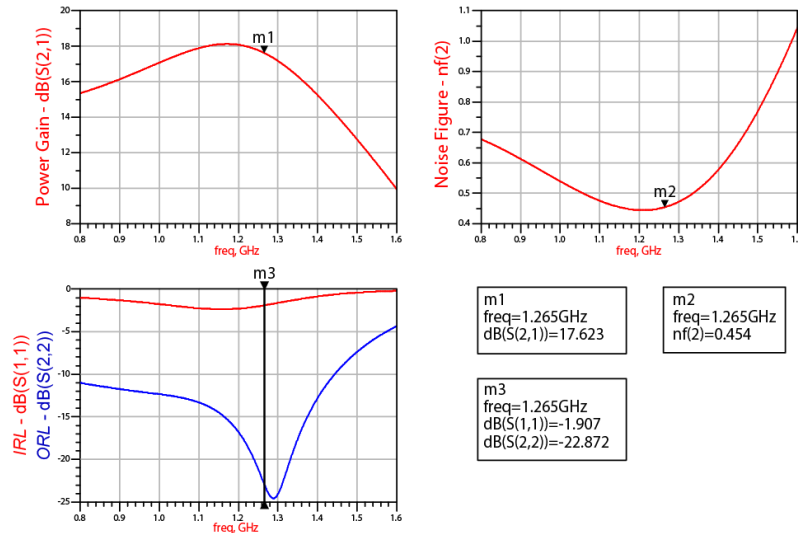 Power Gain - dB(S(2,1))
20
18
16
14
12
10
8
m1
0.8 0.9 1.0 1.1 1.2 1.3 1.4 1.5 1.6
freq, GHz
Noise Figure - nf(2)
1.1
1.0
0.9
0.8
0.7
0.6
0.5
0.4
m2
0.8 0.9 1.0 1.1 1.2 1.3 1.4 1.5 1.6
freq, GHz
IRL - dB(S(1,1))
ORL - dB(S(2,2))
0
-5
-10
-15
-20
-25
m3
0.8 0.9 1.0 1.1 1.2 1.3 1.4 1.5 1.6
freq, GHz
m1
freq=1.265GHz
dB(S(2,1))=17.623
m2
freq=1.265GHz
nf(2)=0.454
m3
freq=1.265GHz
dB(S(1,1))=-1.907
dB(S(2,2))=-22.872